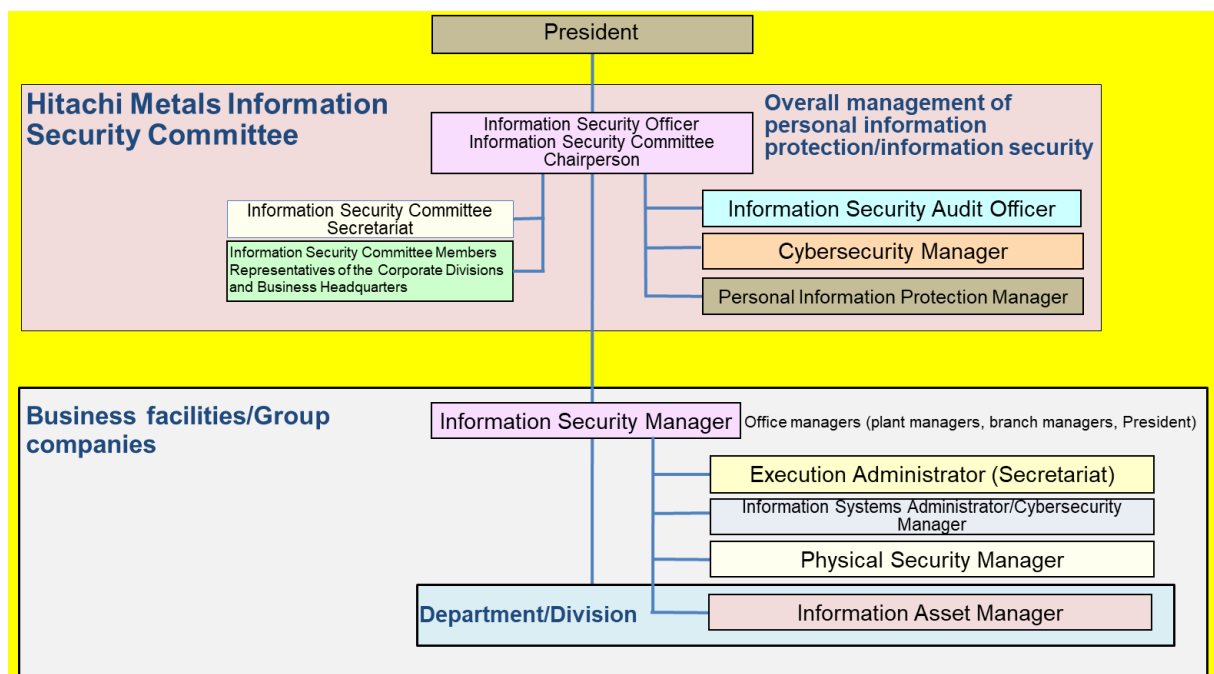 President
Hitachi Metals Information
Security Committee
Overall management of
personal information
protection/information security
Information Security Officer
Information Security Committee
Chairperson
Information Security Committee
Secretariat
Information Security Committee Members
Representatives of the Corporate Divisions
and Business Headquarters
Information Security Audit Officer
Cybersecurity Manager
Personal Information Protection Manager
Business facilities/Group
companies
Information Security Manager
Office managers (plant managers, branch managers, President)
Execution Administrator (Secretariat)
Information Systems Administrator/Cybersecurity
Manager
Physical Security Manager
Department/Division
Information Asset Manager